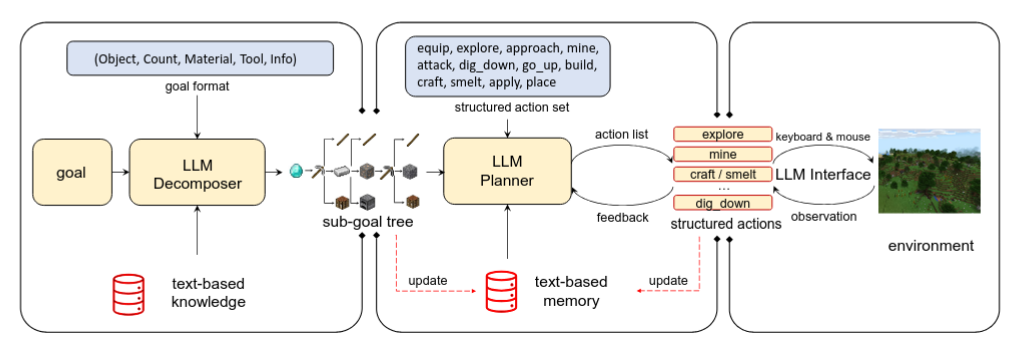 (Object, Count, Material, Tool, Info)
goal format
goal
LLM
Decomposer
text-based
knowledge
sub-goal tree
equip, explore, approach, mine,
attack, dig_down, go_up, build,
craft, smelt, apply, place
structured action set
LLM
Planner
action list
feedback
update
text-based
memory
update
explore
mine
craft / smelt
...
dig_down
structured actions
keyboard & mouse
LLM Interface
observation
environment